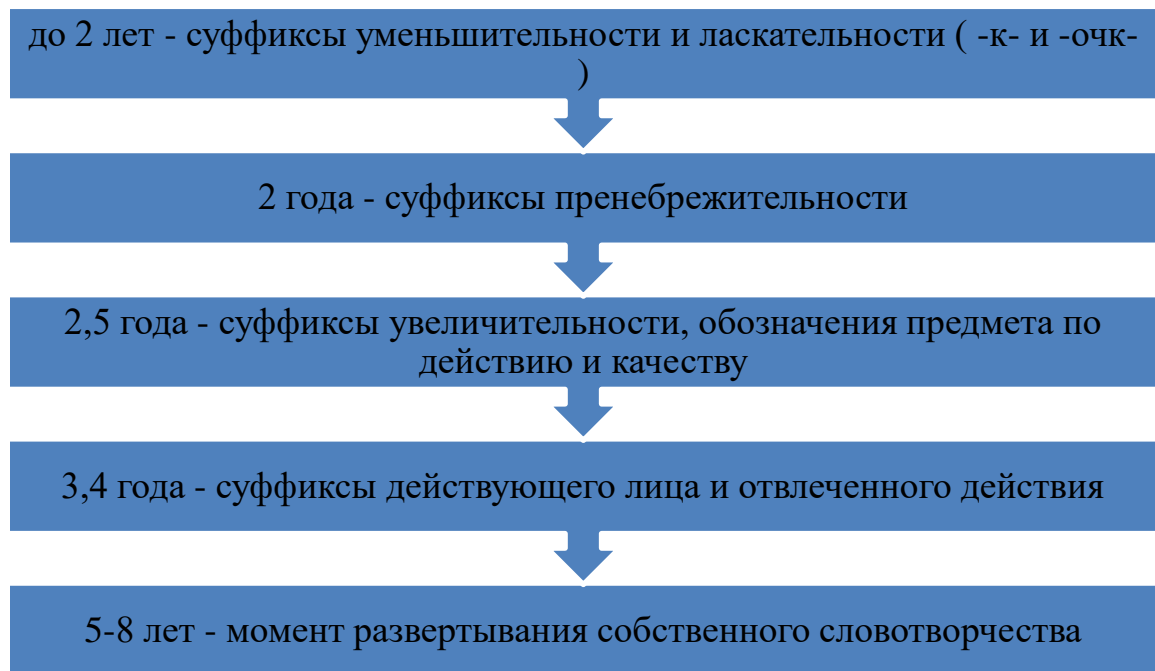 до 2 лет - суффиксы уменьшительности и ласкательности ( -к- и -очк-
)
2 года - суффиксы пренебрежительности
2,5 года - суффиксы увеличительности, обозначения предмета по
действию и качеству
3,4 года - суффиксы действующего лица и отвлеченного действия
5-8 лет - момент развертывания собственного словотворчества